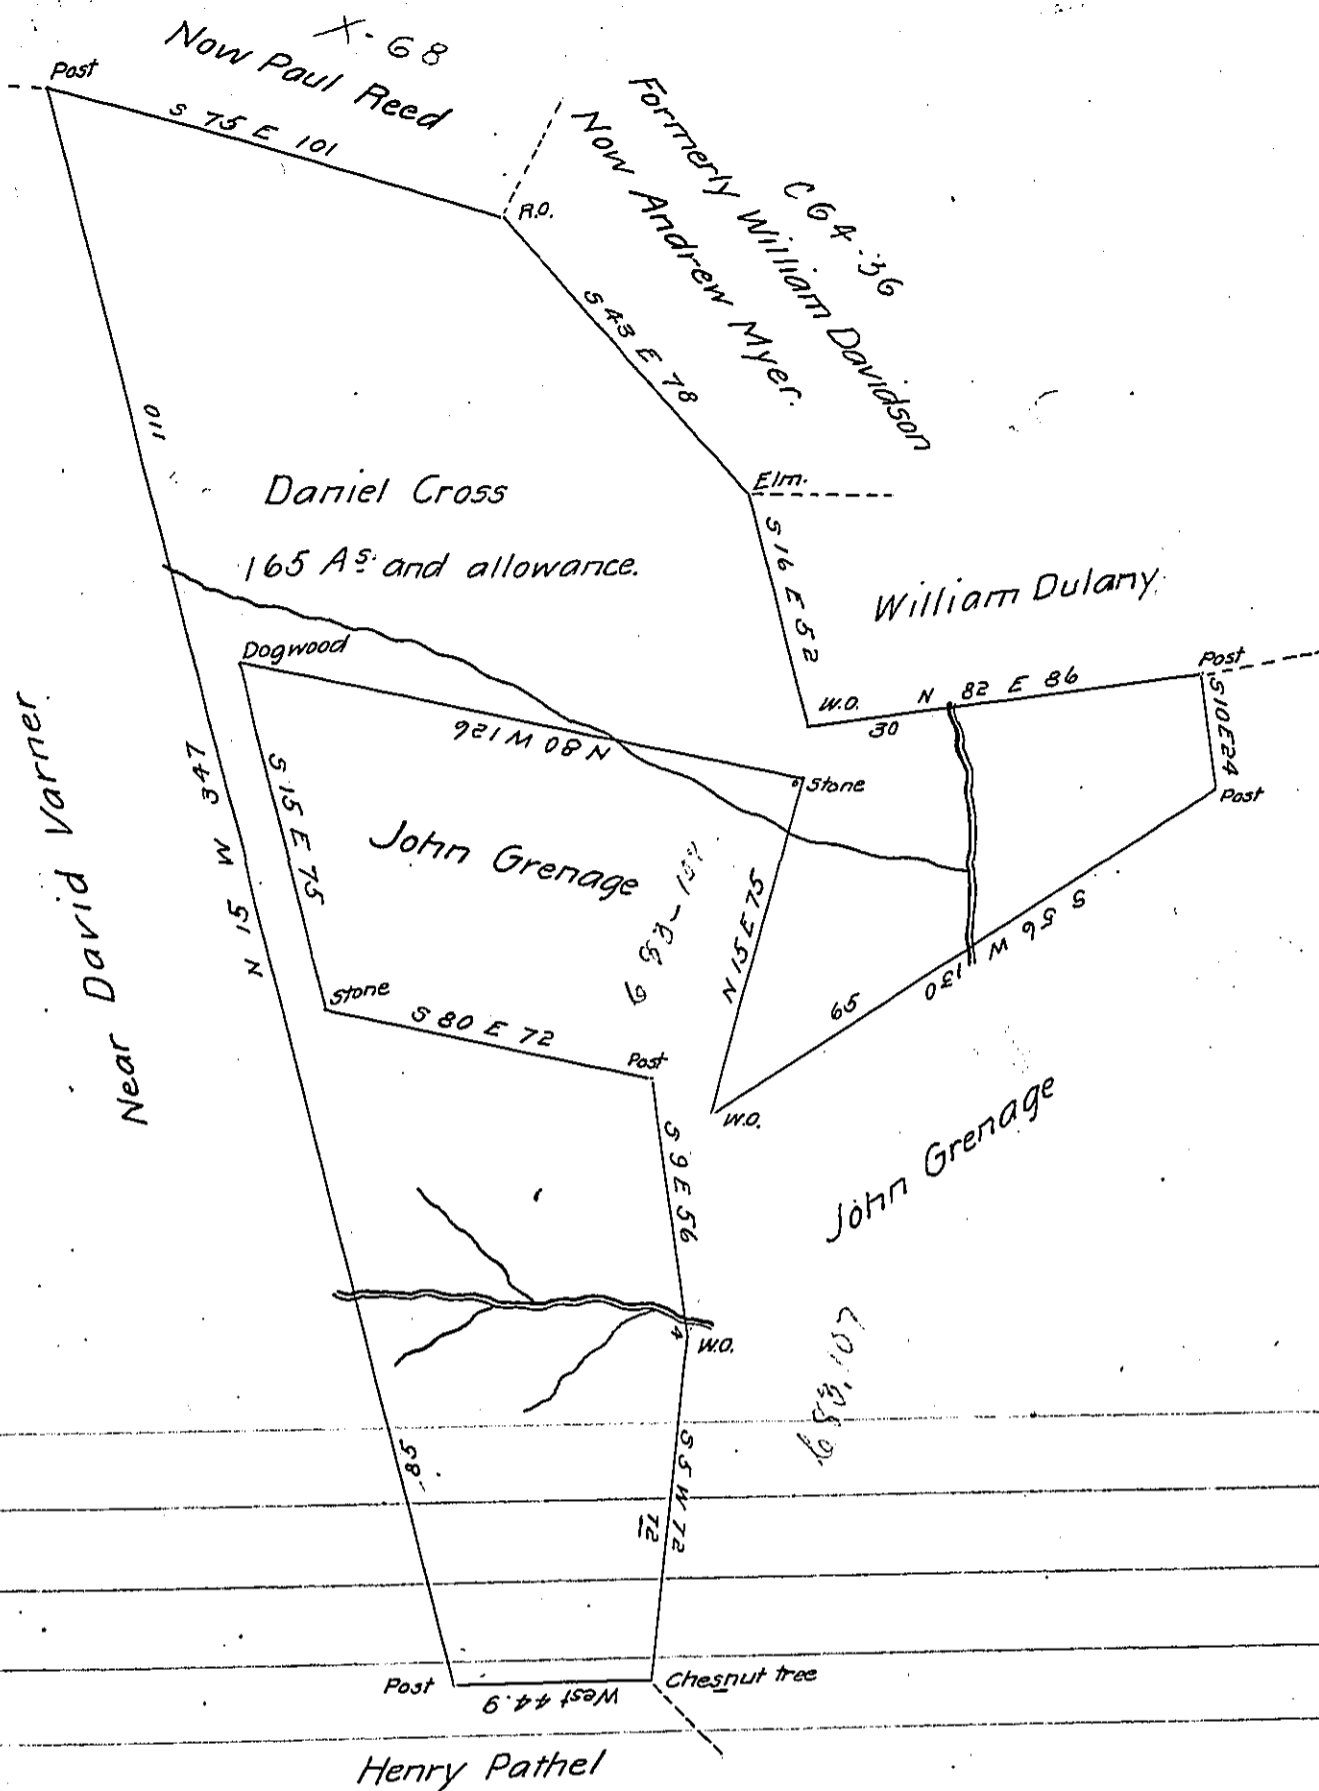 X-68
Now Paul Reed
Post
S 75 E 101
R.O.
Formerly William Davidson
Now Andrew Myer.
C 64-36
S 43 E 78
110
Daniel Cross
165 As. and allowance.
Elm.
S 16 E 52
William Dulany
Dogwood
W.O.
30
N 82 E 86
Post
S 10 E 24
Post
N 80 W 126
Stone
Near David Varner
N 15 W 347
S 15 E 75
John Grenage
N 15 E 75
S 56 W 130
65
Stone
S 80 E 72
Post
W.O.
S 9 E 56
John Grenage
4
W.O.
85
S 5 W 72
72
Post
West 44.9
Chesnut tree
Henry Pathel